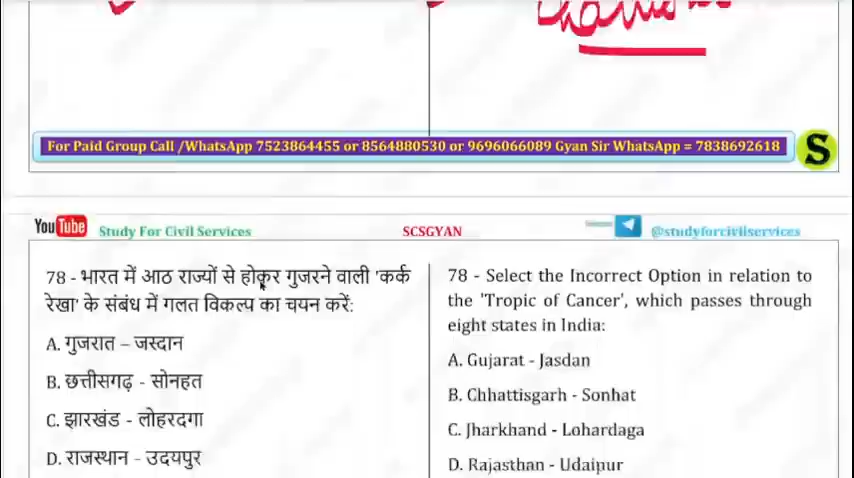 For Paid Group Call /WhatsApp 7523864455 or 8564880530 or 9696066089 Gyan Sir WhatsApp = 7838692618
S
YouTube Study For Civil Services SCSGYAN @studyforcivilservices
78 - भारत में आठ राज्यों से होकर गुजरने वाली 'कर्क
रेखा' के संबंध में गलत विकल्प का चयन करें:
A. गुजरात – जस्दान
B. छत्तीसगढ़ - सोनहत
C. झारखंड - लोहरदगा
D. राजस्थान - उदयपुर
78 - Select the Incorrect Option in relation to
the 'Tropic of Cancer', which passes through
eight states in India:
A. Gujarat - Jasdan
B. Chhattisgarh - Sonhat
C. Jharkhand - Lohardaga
D. Rajasthan - Udaipur